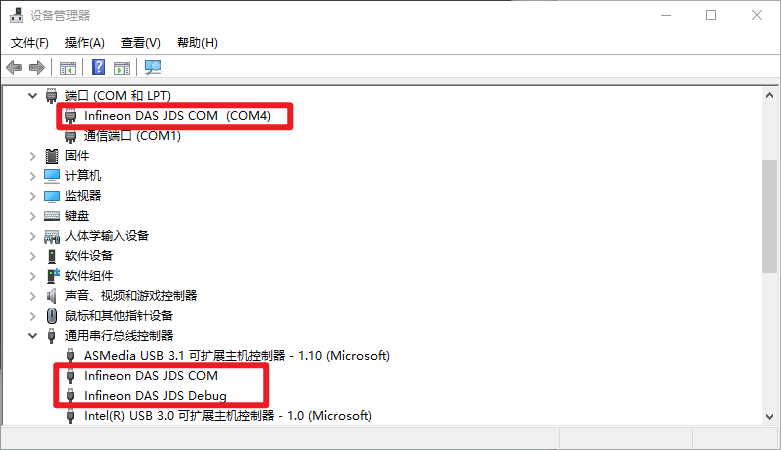 设备管理器
文件(F) 操作(A) 查看(V) 帮助(H)
端口 (COM 和 LPT)
Infineon DAS JDS COM (COM4)
通信端口 (COM1)
固件
计算机
监视器
键盘
人体学输入设备
软件设备
软件组件
声音、视频和游戏控制器
鼠标和其他指针设备
通用串行总线控制器
ASMedia USB 3.1 可扩展主机控制器 - 1.10 (Microsoft)
Infineon DAS JDS COM
Infineon DAS JDS Debug
Intel(R) USB 3.0 可扩展主机控制器 - 1.0 (Microsoft)